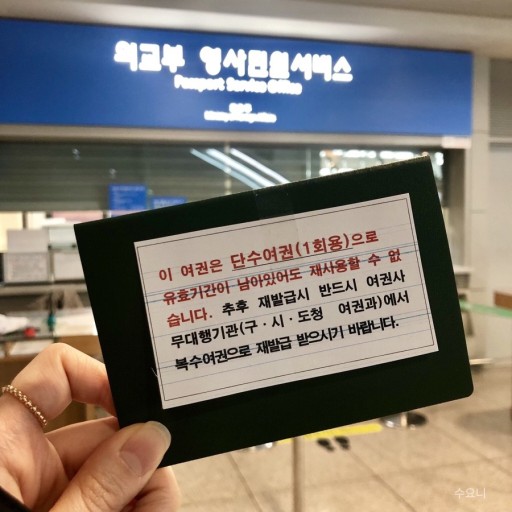 외교부 영사민원서비스
Passport Service Office
이 여권은 단수여권(1회용)으로
유효기간이 남아있어도 재사용할 수 없
습니다. 추후 재발급시 반드시 여권사
무대행기관(구·시·도청 여권과)에서
복수여권으로 재발급 받으시기 바랍니다.
수요니